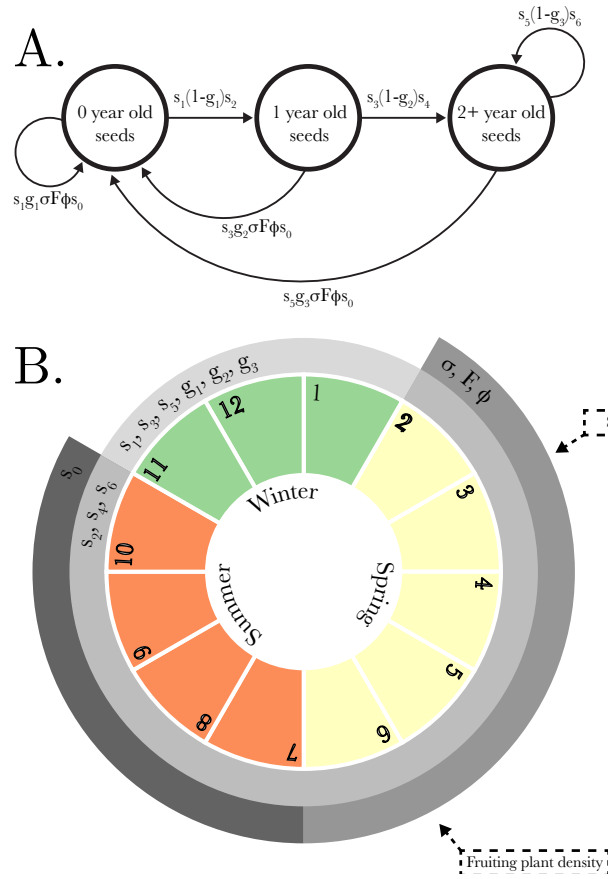 A.
s₅(1-g₃)s₆
0 year old
seeds
s₁(1-g₁)s₂
1 year old
seeds
s₃(1-g₂)s₄
2+ year old
seeds
s₁g₁σFϕs₀
s₃g₂σFϕs₀
s₅g₃σFϕs₀
B.
s₁, s₃, s₅, g₁, g₂, g₃
σ, F, ϕ
s₀
s₂, s₄, s₆
11
12
1
2
3
4
5
6
7
8
9
10
Winter
Spring
Summer
Fruiting plant density